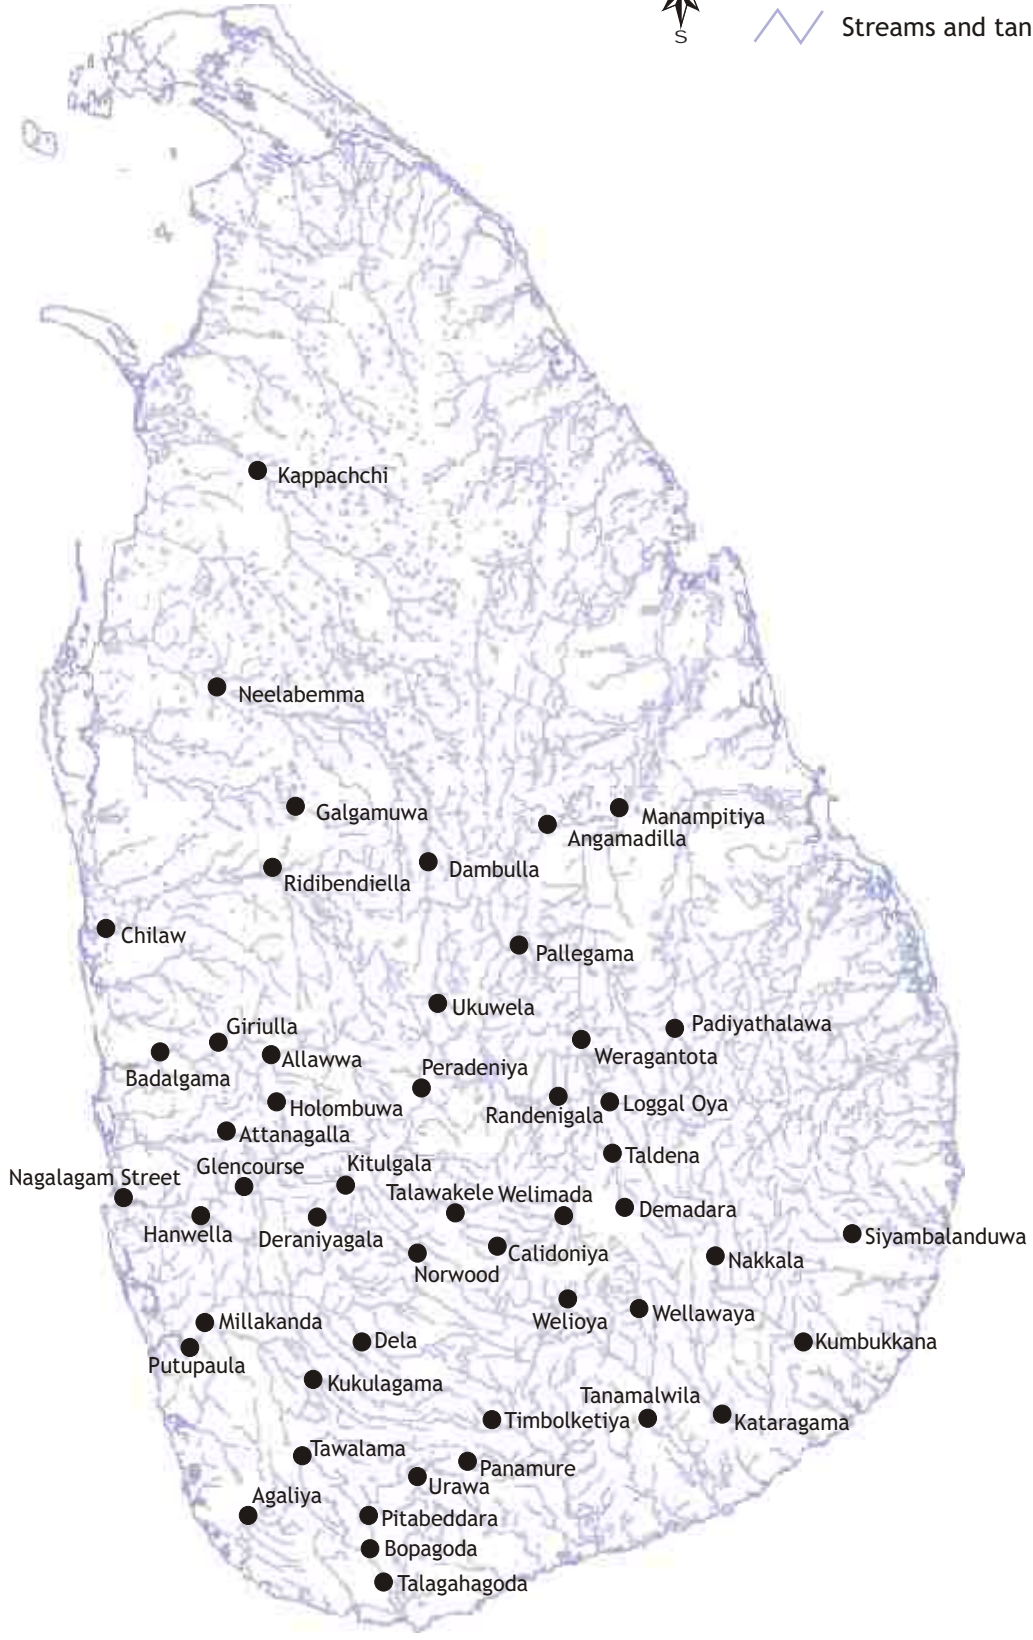 S
Streams and tan
Kappachchi
Neelabemma
Galgamuwa
Manampitiya
Angamadilla
Dambulla
Ridibendiella
Chilaw
Pallegama
Ukuwela
Padiyathalawa
Giriulla
Weragantota
Allawwa
Peradeniya
Badalgama
Loggal Oya
Holombuwa
Randenigala
Attanagalla
Taldena
Kitulgala
Glencourse
Nagalagam Street
Talawakele
Welimada
Demadara
Hanwella
Siyambalanduwa
Deraniyagala
Calidoniya
Nakkala
Norwood
Wellawaya
Millakanda
Welioya
Dela
Kumbukkana
Putupaula
Kukulagama
Tanamalwila
Timbolketiya
Kataragama
Tawalama
Panamure
Urawa
Agaliya
Pitabeddara
Bopagoda
Talagahagoda